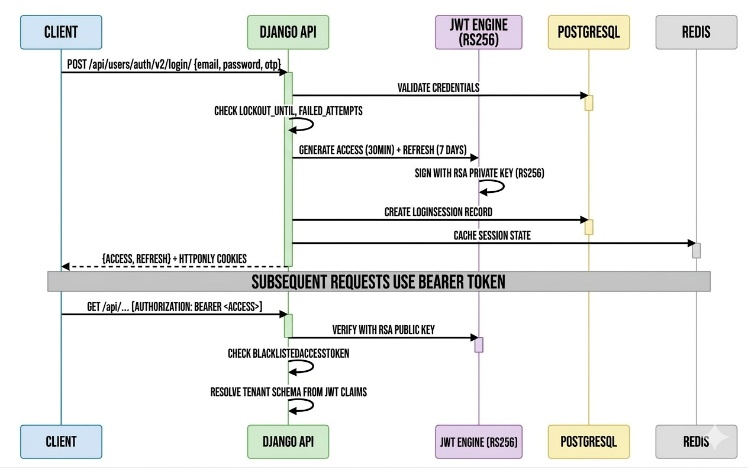 CLIENT
DJANGO API
JWT ENGINE
(RS256)
POSTGRESQL
REDIS
POST /api/users/auth/v2/login/ {email, password, otp}
VALIDATE CREDENTIALS
CHECK LOCKOUT_UNTIL, FAILED_ATTEMPTS
GENERATE ACCESS (30MIN) + REFRESH (7 DAYS)
SIGN WITH RSA PRIVATE KEY (RS256)
CREATE LOGINSESSION RECORD
CACHE SESSION STATE
{ACCESS, REFRESH} + HTTPONLY COOKIES
SUBSEQUENT REQUESTS USE BEARER TOKEN
GET /api/... [AUTHORIZATION: BEARER <ACCESS>]
VERIFY WITH RSA PUBLIC KEY
CHECK BLACKLISTEDACCESSTOKEN
RESOLVE TENANT SCHEMA FROM JWT CLAIMS
CLIENT
DJANGO API
JWT ENGINE (RS256)
POSTGRESQL
REDIS